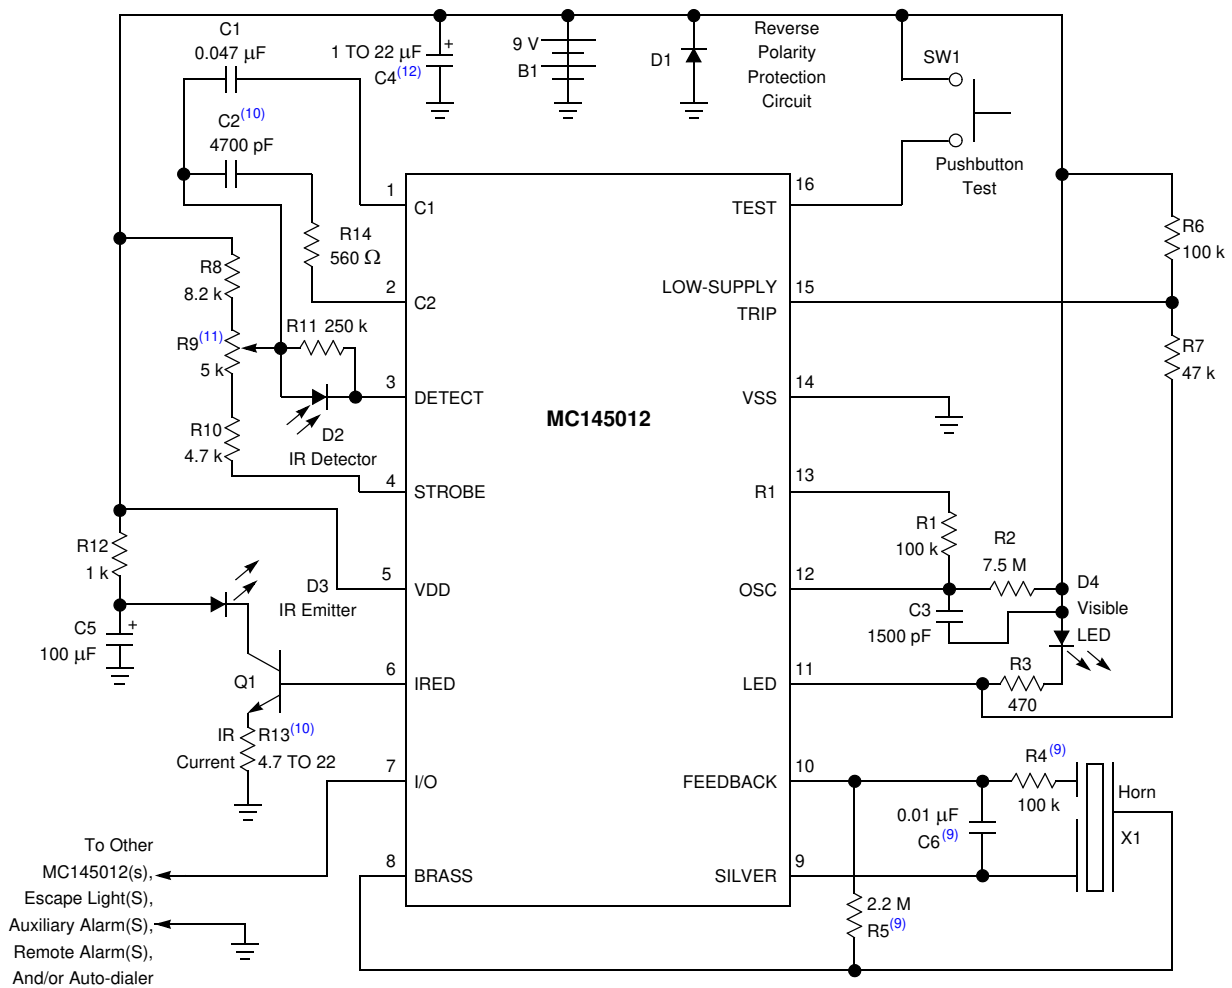 C1
0.047 µF
1 TO 22 µF
C4(12)
+
9 V
B1
D1
Reverse
Polarity
Protection
Circuit
SW1
Pushbutton
Test
C2(10)
4700 pF
R14
560 Ω
R8
8.2 k
R9(11)
5 k
R11 250 k
R10
4.7 k
D2
IR Detector
R12
1 k
C5
100 µF
+
D3
IR Emitter
Q1
IR
Current
R13(10)
4.7 TO 22
To Other
MC145012(s),
Escape Light(S),
Auxiliary Alarm(S),
Remote Alarm(S),
And/or Auto-dialer
MC145012
1
C1
2
C2
3
DETECT
4
STROBE
5
VDD
6
IRED
7
I/O
8
BRASS
16
TEST
15
LOW-SUPPLY
TRIP
14
VSS
13
R1
12
OSC
11
LED
10
FEEDBACK
9
SILVER
R6
100 k
R7
47 k
R1
100 k
R2
7.5 M
C3
1500 pF
D4
Visible
LED
R3
470
R4(9)
100 k
0.01 µF
C6(9)
2.2 M
R5(9)
Horn
X1